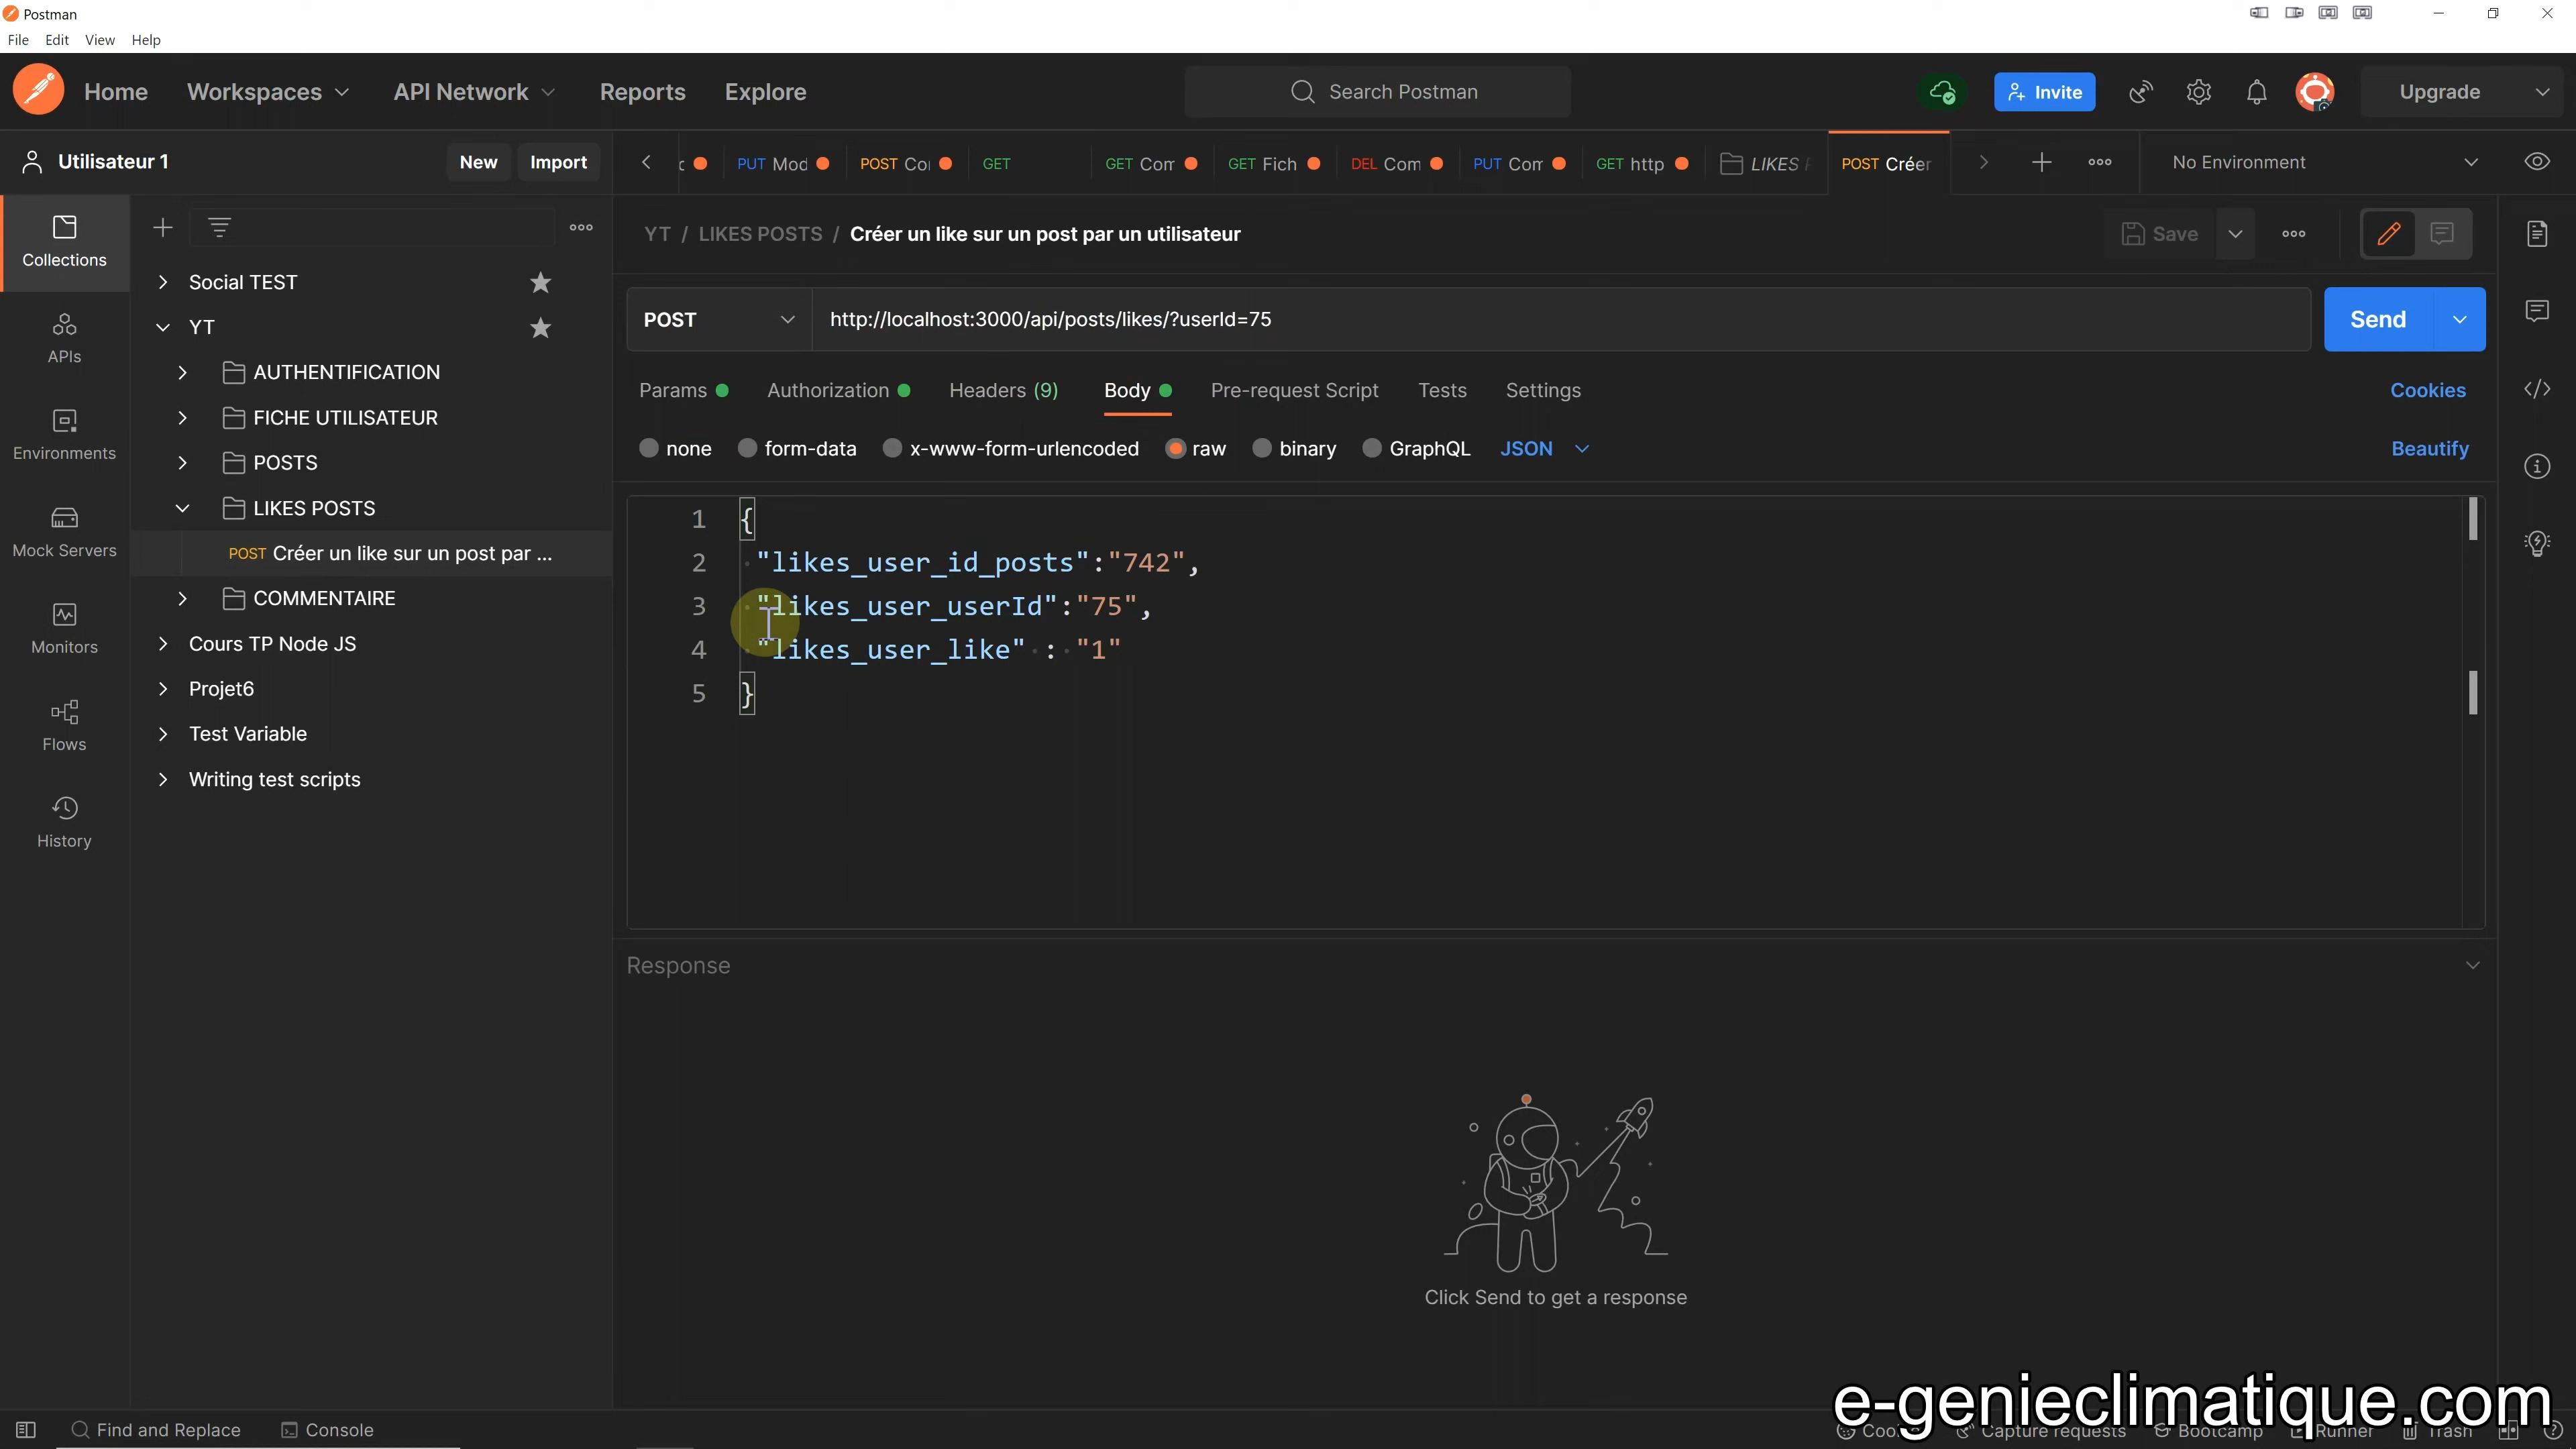 Postman
File Edit View Help
Home Workspaces API Network Reports Explore Search Postman Invite Upgrade
Utilisateur 1 New Import
PUT Mod POST Cor GET GET Com GET Fich DEL Com PUT Com GET http LIKES POST Créer No Environment
Collections
APIs
Environments
Mock Servers
Monitors
Flows
History
Social TEST
YT
AUTHENTIFICATION
FICHE UTILISATEUR
POSTS
LIKES POSTS
POST Créer un like sur un post par ...
COMMENTAIRE
Cours TP Node JS
Projet6
Test Variable
Writing test scripts
YT / LIKES POSTS / Créer un like sur un post par un utilisateur Save
POST http://localhost:3000/api/posts/likes/?userId=75 Send
Params Authorization Headers (9) Body Pre-request Script Tests Settings Cookies
none form-data x-www-form-urlencoded raw binary GraphQL JSON Beautify
1 {
2 "likes_user_id_posts":"742",
3 "likes_user_userId":"75",
4 "likes_user_like" : "1"
5 }
Response
Click Send to get a response
e-genieclimatique.com
Find and Replace Console Capture requests Bootcamp Runner Trash